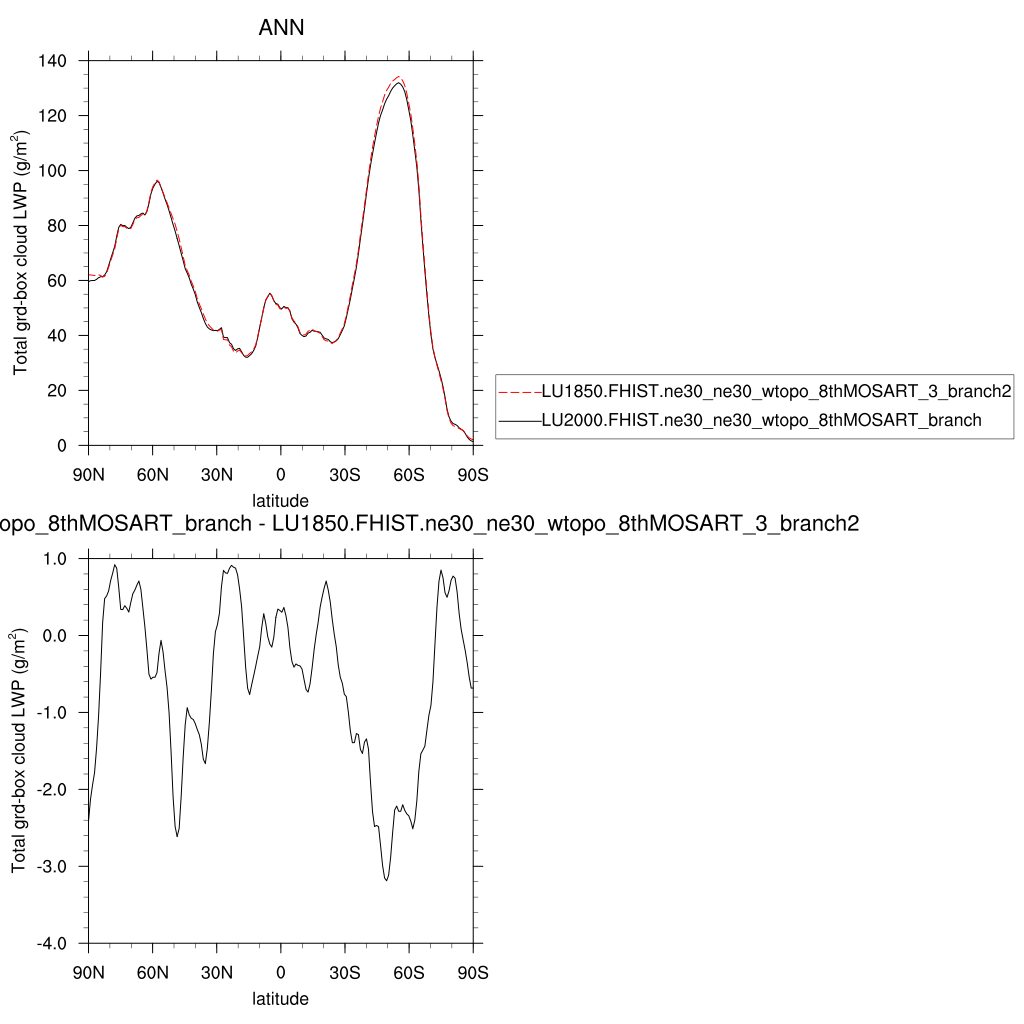 ANN
140
120
100
80
60
40
20
0
Total grd-box cloud LWP (g/m²)
90N 60N 30N 0 30S 60S 90S
latitude
LU1850.FHIST.ne30_ne30_wtopo_8thMOSART_3_branch2
LU2000.FHIST.ne30_ne30_wtopo_8thMOSART_branch
opo_8thMOSART_branch - LU1850.FHIST.ne30_ne30_wtopo_8thMOSART_3_branch2
1.0
0.0
-1.0
-2.0
-3.0
-4.0
Total grd-box cloud LWP (g/m²)
90N 60N 30N 0 30S 60S 90S
latitude